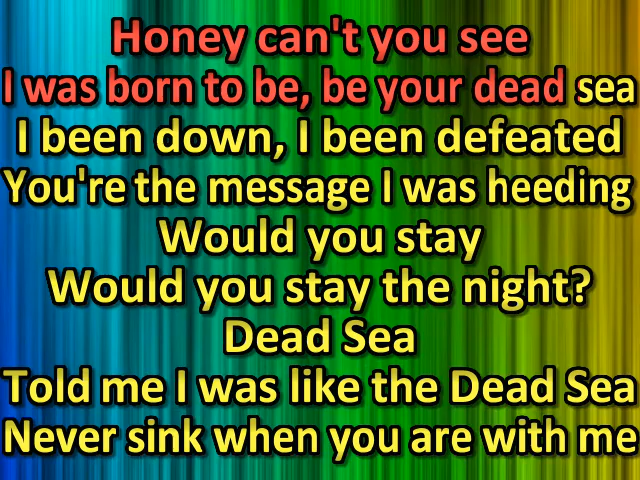 Honey can't you see
I was born to be, be your dead sea
I been down, I been defeated
You're the message I was heeding
Would you stay
Would you stay the night?
Dead Sea
Told me I was like the Dead Sea
Never sink when you are with me